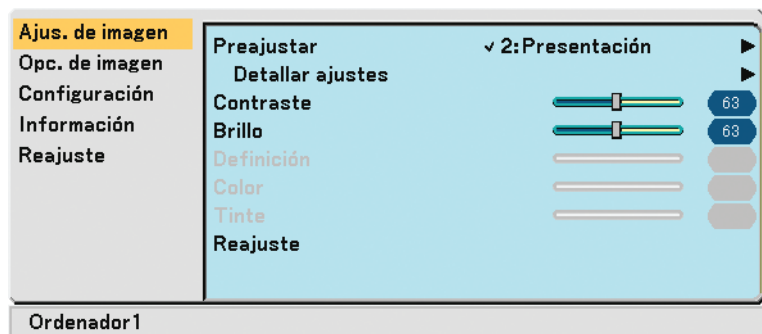 Ajus. de imagen
Opc. de imagen
Configuración
Información
Reajuste
Preajustar ✓ 2:Presentación ▶
Detallar ajustes ▶
Contraste 63
Brillo 63
Definición
Color
Tinte
Reajuste
Ordenador1